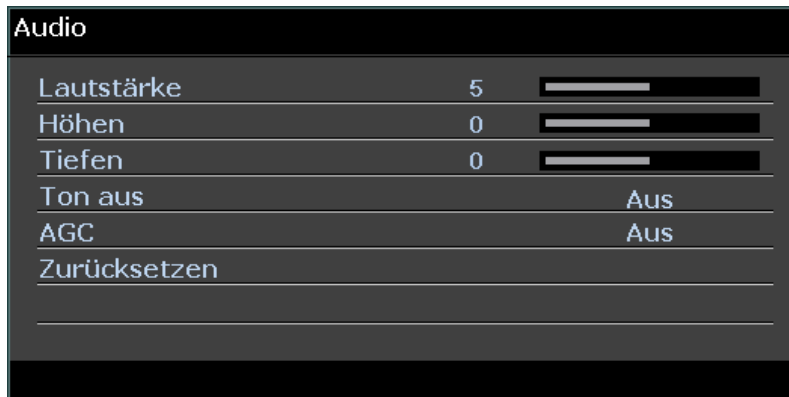 Audio
Lautstärke 5
Höhen 0
Tiefen 0
Ton aus Aus
AGC Aus
Zurücksetzen